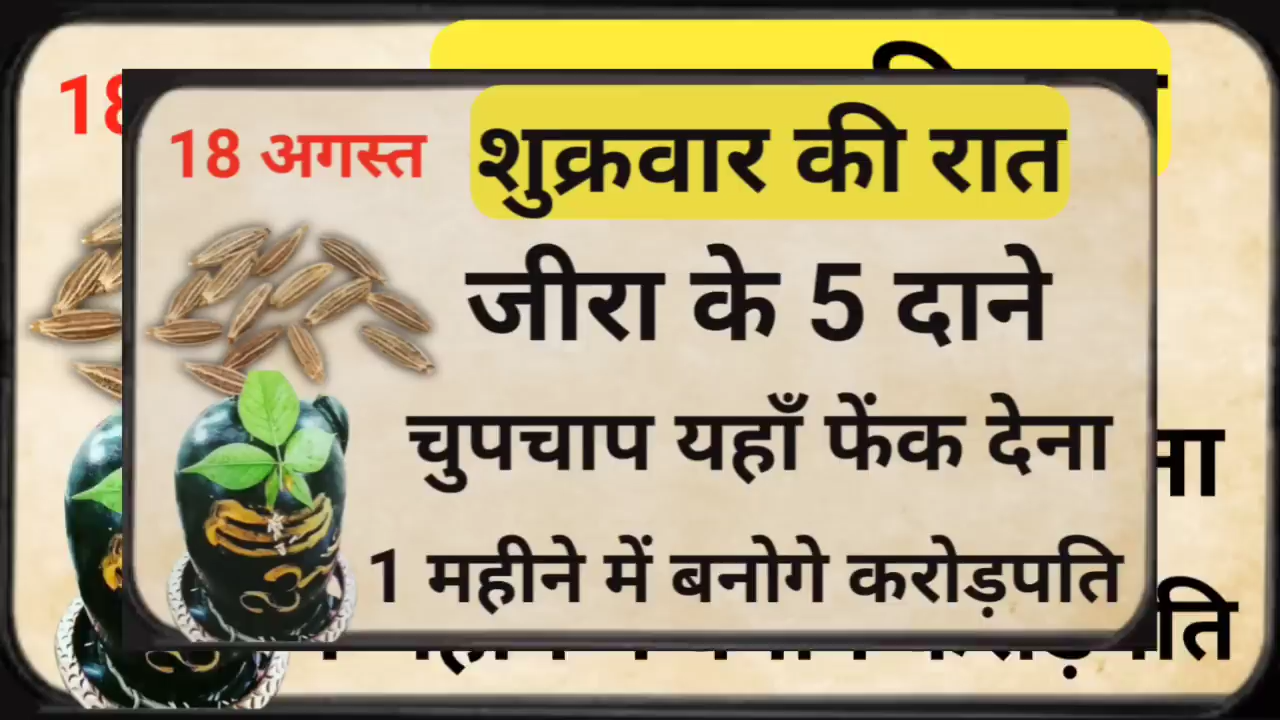 18 अगस्त
शुक्रवार की रात
जीरा के 5 दाने
चुपचाप यहाँ फेंक देना
1 महीने में बनोगे करोड़पति